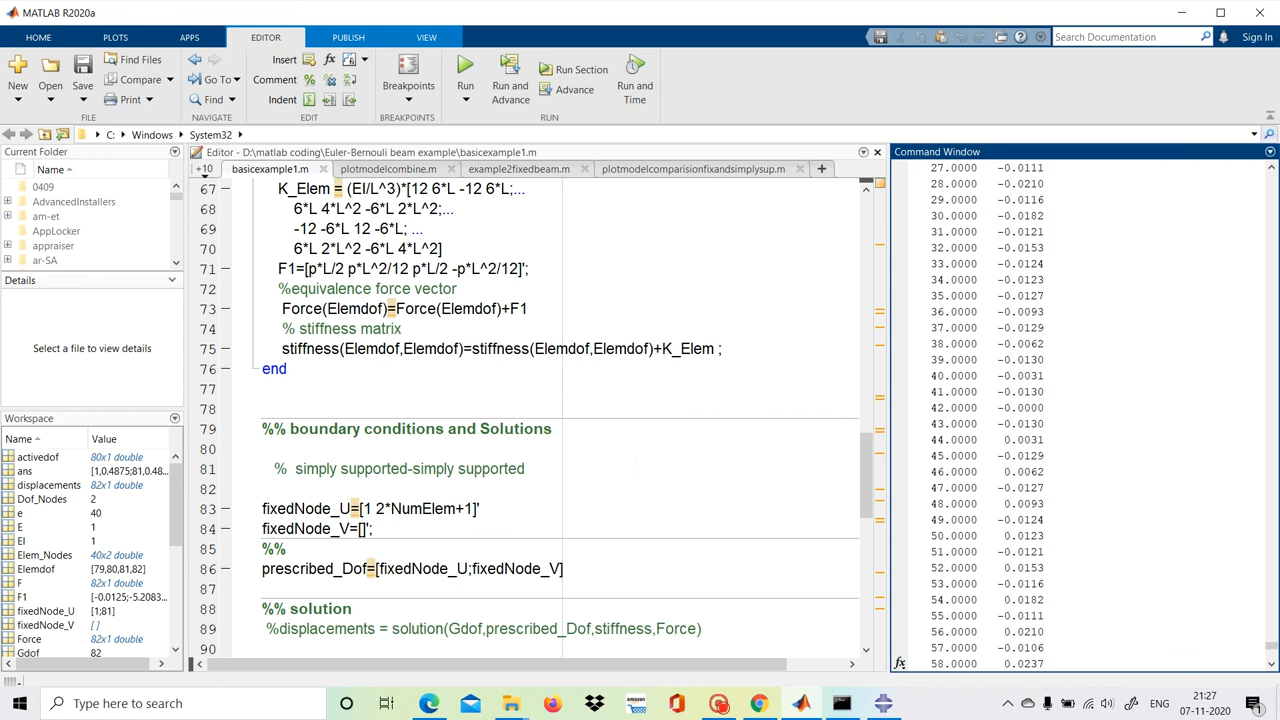 MATLAB R2020a
HOME
PLOTS
APPS
EDITOR
PUBLISH
VIEW
Search Documentation
Sign In
New
Open
Save
Find Files
Compare
Print
Go To
Find
Insert
Comment
Indent
Breakpoints
Run
Run and Advance
Run Section
Advance
Run and Time
FILE
NAVIGATE
EDIT
BREAKPOINTS
RUN
C:
Windows
System32
Current Folder
Name
0409
AdvancedInstallers
am-et
AppLocker
appraiser
ar-SA
Details
Select a file to view details
Workspace
Name Value
activedof 80x1 double
ans [1,0.4875;81,0.48...
displacements 82x1 double
Dof_Nodes 2
e 40
E 1
EI 1
Elem_Nodes 40x2 double
Elemdof [79,80,81,82]
F 82x1 double
F1 [-0.0125;-5.2083...
fixedNode_U [1;81]
fixedNode_V [ ]
Force 82x1 double
Gdof 82
Editor - D:\matlab coding\Euler-Bernouli beam example\basicexample1.m
+10
basicexample1.m
plotmodelcombine.m
example2fixedbeam.m
plotmodelcomparisionfixandsimplysup.m
67 K_Elem = (EI/L^3)*[12 6*L -12 6*L;...
68 6*L 4*L^2 -6*L 2*L^2;...
69 -12 -6*L 12 -6*L; ...
70 6*L 2*L^2 -6*L 4*L^2]
71 F1=[p*L/2 p*L^2/12 p*L/2 -p*L^2/12]';
72 %equivalence force vector
73 Force(Elemdof)=Force(Elemdof)+F1
74 % stiffness matrix
75 stiffness(Elemdof,Elemdof)=stiffness(Elemdof,Elemdof)+K_Elem ;
76 end
77
78
79 %% boundary conditions and Solutions
80
81 % simply supported-simply supported
82
83 fixedNode_U=[1 2*NumElem+1]'
84 fixedNode_V=[]';
85 %%
86 prescribed_Dof=[fixedNode_U;fixedNode_V]
87
88 %% solution
89 %displacements = solution(Gdof,prescribed_Dof,stiffness,Force)
90
Command Window
27.0000 -0.0111
28.0000 -0.0210
29.0000 -0.0116
30.0000 -0.0182
31.0000 -0.0121
32.0000 -0.0153
33.0000 -0.0124
34.0000 -0.0123
35.0000 -0.0127
36.0000 -0.0093
37.0000 -0.0129
38.0000 -0.0062
39.0000 -0.0130
40.0000 -0.0031
41.0000 -0.0130
42.0000 -0.0000
43.0000 -0.0130
44.0000 0.0031
45.0000 -0.0129
46.0000 0.0062
47.0000 -0.0127
48.0000 0.0093
49.0000 -0.0124
50.0000 0.0123
51.0000 -0.0121
52.0000 0.0153
53.0000 -0.0116
54.0000 0.0182
55.0000 -0.0111
56.0000 0.0210
57.0000 -0.0106
58.0000 0.0237
fx
Type here to search
amazon
ENG
21:27
07-11-2020
1